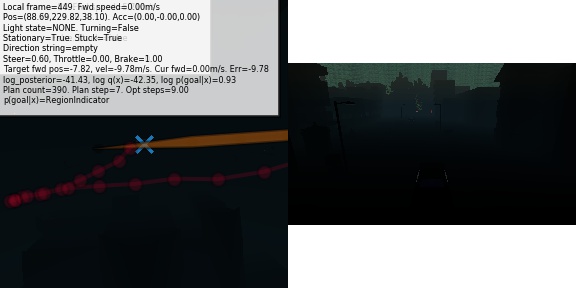 Local frame=449. Fwd speed=0.00m/s
Pos=(88.69,229.82,38.10). Acc=(0.00,-0.00,0.00)
Light state=NONE. Turning=False
Stationary=True. Stuck=True
Direction string=empty
Steer=0.60, Throttle=0.00, Brake=1.00
Target fwd pos=-7.82, vel=-9.78m/s. Cur fwd=0.00m/s. Err=-9.78
log_posterior=-41.43, log q(x)=-42.35, log p(goal|x)=0.93
Plan count=390. Plan step=7. Opt steps=9.00
p(goal|x)=RegionIndicator